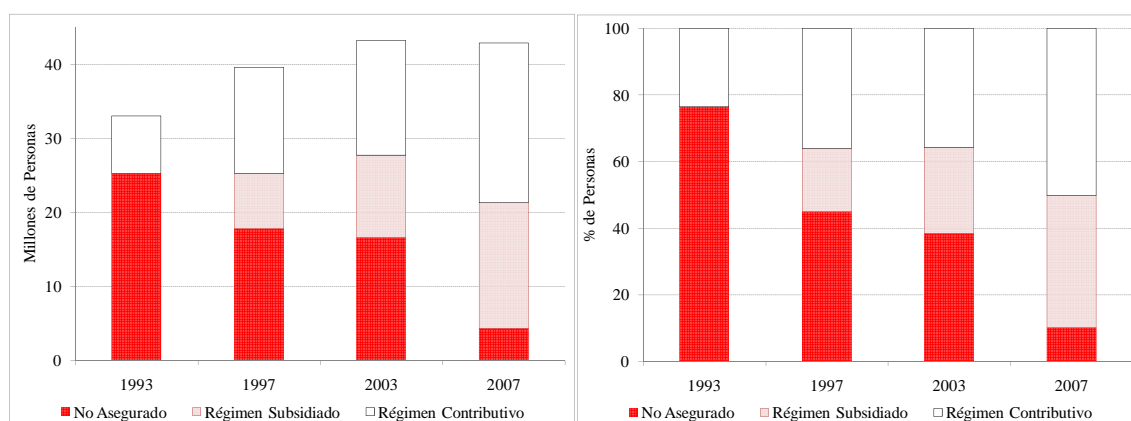 Millones de Personas
40
30
20
10
0
1993 1997 2003 2007
No Asegurado Régimen Subsidiado Régimen Contributivo
% de Personas
100
80
60
40
20
0
1993 1997 2003 2007
No Asegurado Régimen Subsidiado Régimen Contributivo